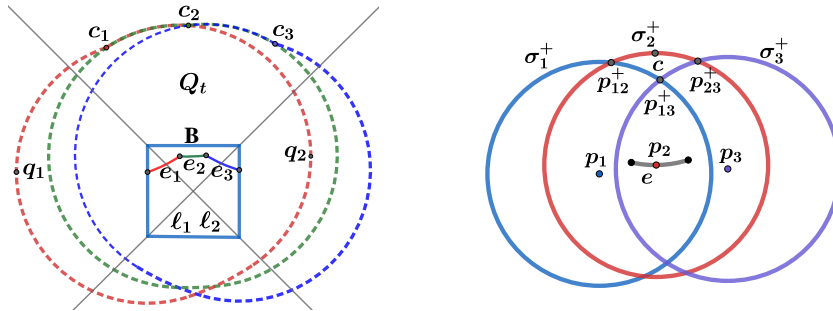 c₂
c₁
c₃
Qₜ
B
q₁
q₂
e₁ e₂ e₃
ℓ₁ ℓ₂
σ₁⁺ σ₂⁺ σ₃⁺
c
p₁₂⁺ p₂₃⁺
p₁₃⁺
p₁ p₂ p₃
e